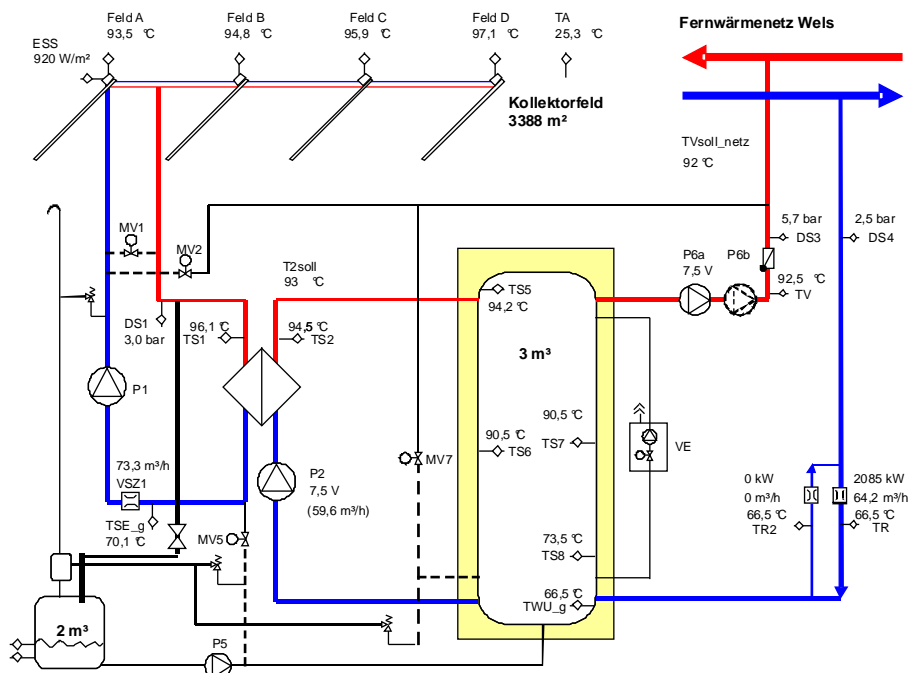 Feld A
93,5 °C
Feld B
94,8 °C
Feld C
95,9 °C
Feld D
97,1 °C
TA
25,3 °C
Fernwärmenetz Wels
ESS
920 W/m²
Kollektorfeld
3388 m²
TVsoll_netz
92 °C
MV1
MV2
5,7 bar
DS3
2,5 bar
DS4
P6a
7,5 V
P6b
T2soll
93 °C
92,5 °C
TV
TS5
94,2 °C
DS1
3,0 bar
96,1 °C
TS1
94,5 °C
TS2
3 m³
P1
90,5 °C
TS7
90,5 °C
TS6
VE
MV7
73,3 m³/h
VSZ1
P2
7,5 V
(59,6 m³/h)
0 kW
0 m³/h
66,5 °C
TR2
2085 kW
64,2 m³/h
66,5 °C
TR
TSE_g
70,1 °C
MV5
73,5 °C
TS8
66,5 °C
TWU_g
2 m³
P5